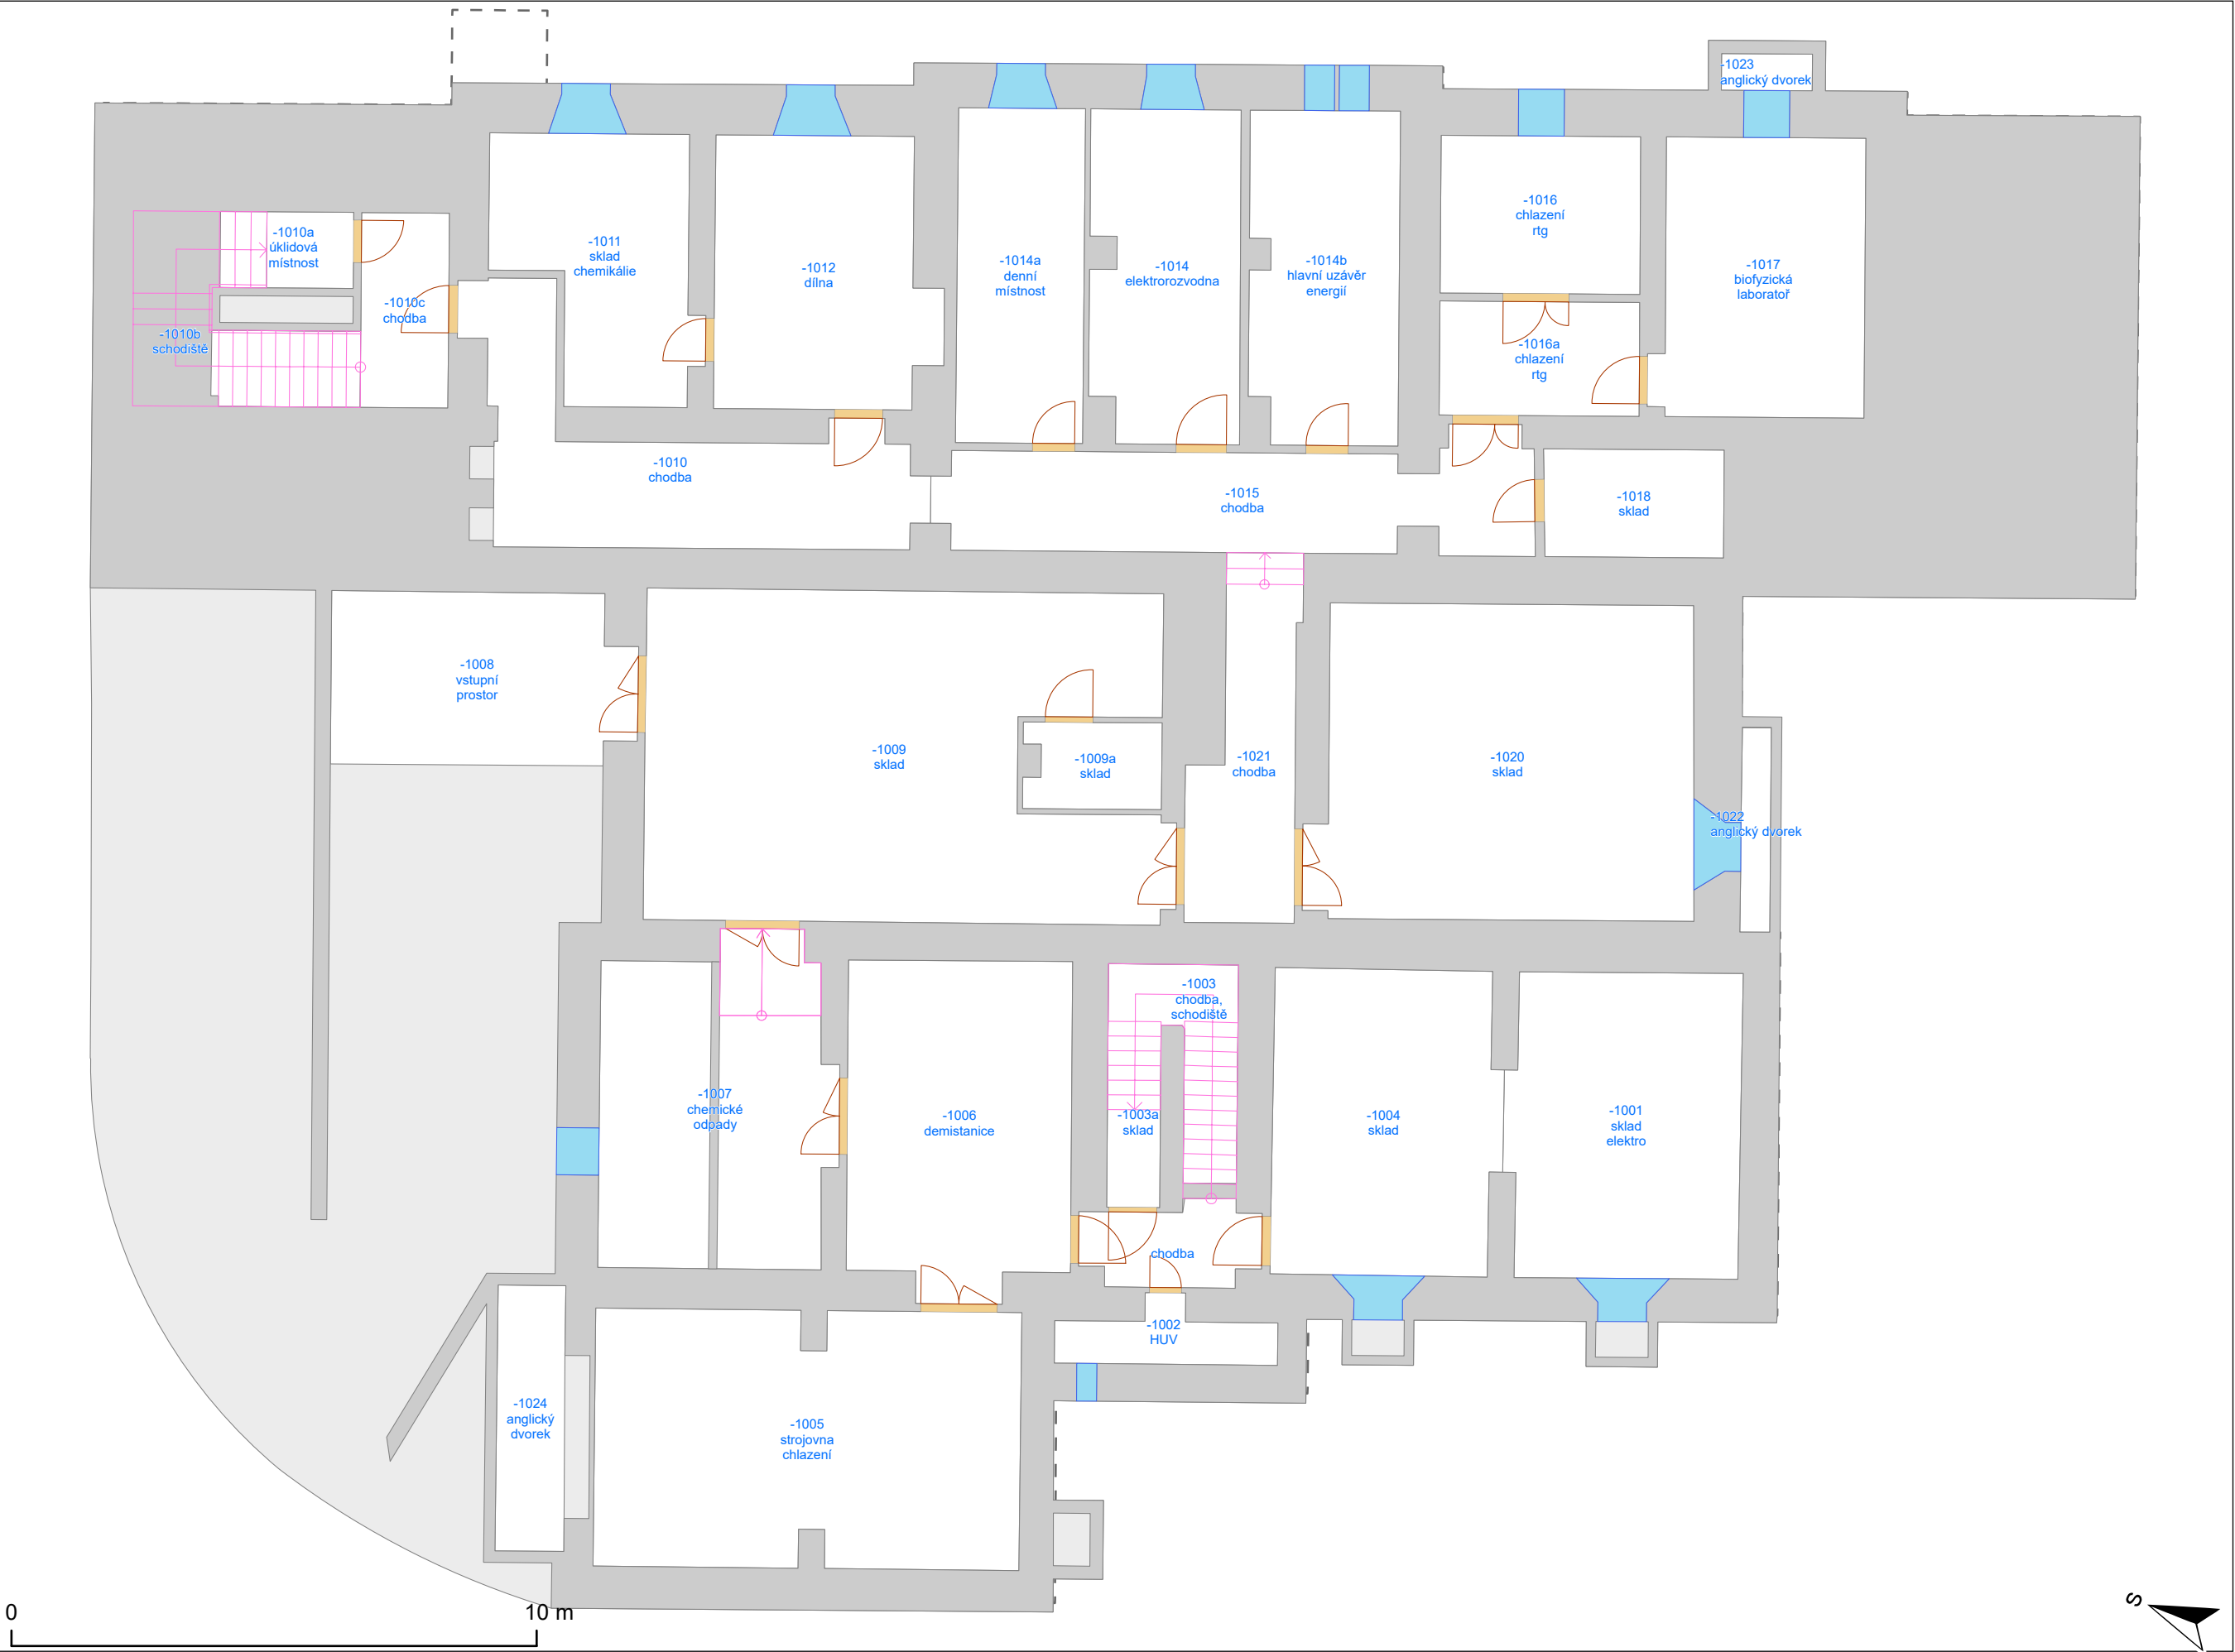 -1023
anglický dvorek
-1010a
úklidová
místnost
-1010c
chodba
-1010b
schodiště
-1011
sklad
chemikálie
-1012
dílna
-1014a
denní
místnost
-1014
elektrorozvodna
-1014b
hlavní uzávěr
energií
-1016
chlazení
rtg
-1017
biofyzická
laboratoř
-1016a
chlazení
rtg
-1010
chodba
-1015
chodba
-1018
sklad
-1008
vstupní
prostor
-1009
sklad
-1009a
sklad
-1021
chodba
-1020
sklad
-1022
anglický dvorek
-1003
chodba,
schodiště
-1007
chemické
odpady
-1006
demistanice
-1003a
sklad
-1004
sklad
-1001
sklad
elektro
chodba
-1002
HUV
-1024
anglický
dvorek
-1005
strojovna
chlazení
0
10 m
S